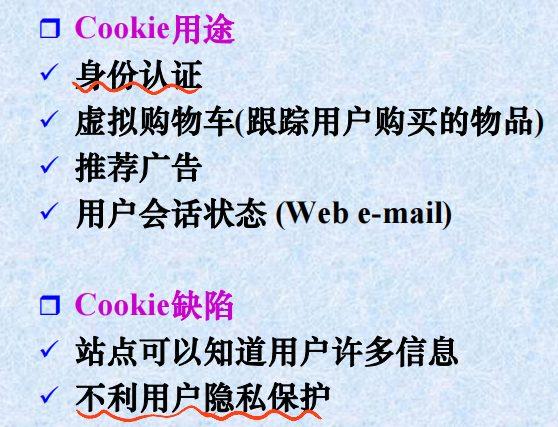 Cookie用途
身份认证
虚拟购物车(跟踪用户购买的物品)
推荐广告
用户会话状态 (Web e-mail)
Cookie缺陷
站点可以知道用户许多信息
不利用户隐私保护